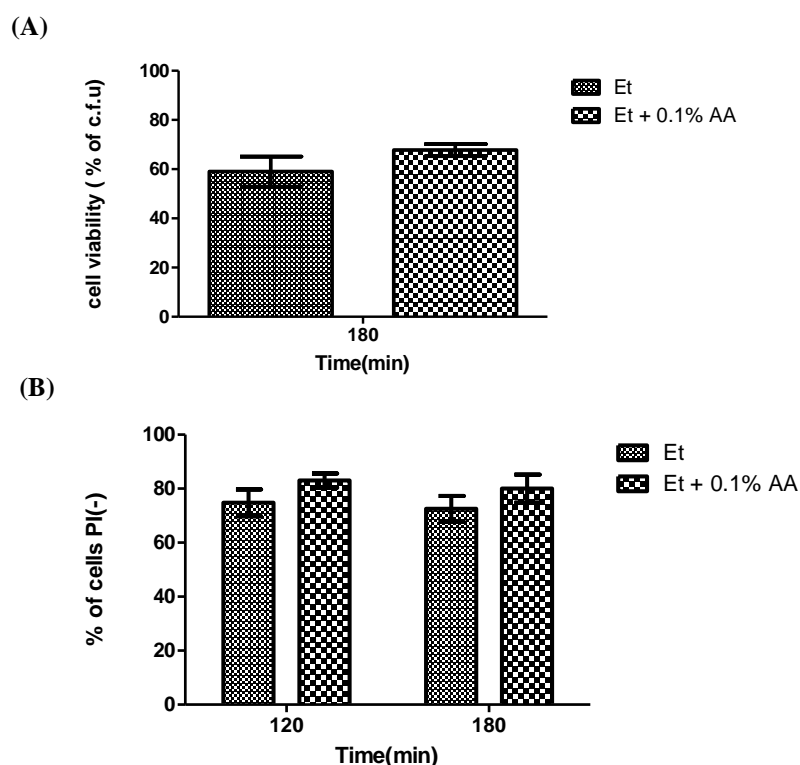 (A)
100
80
60
40
20
0
cell viability ( % of c.f.u)
180
Time(min)
Et
Et + 0.1% AA
(B)
100
80
60
40
20
0
% of cells PI(-)
120 180
Time(min)
Et
Et + 0.1% AA